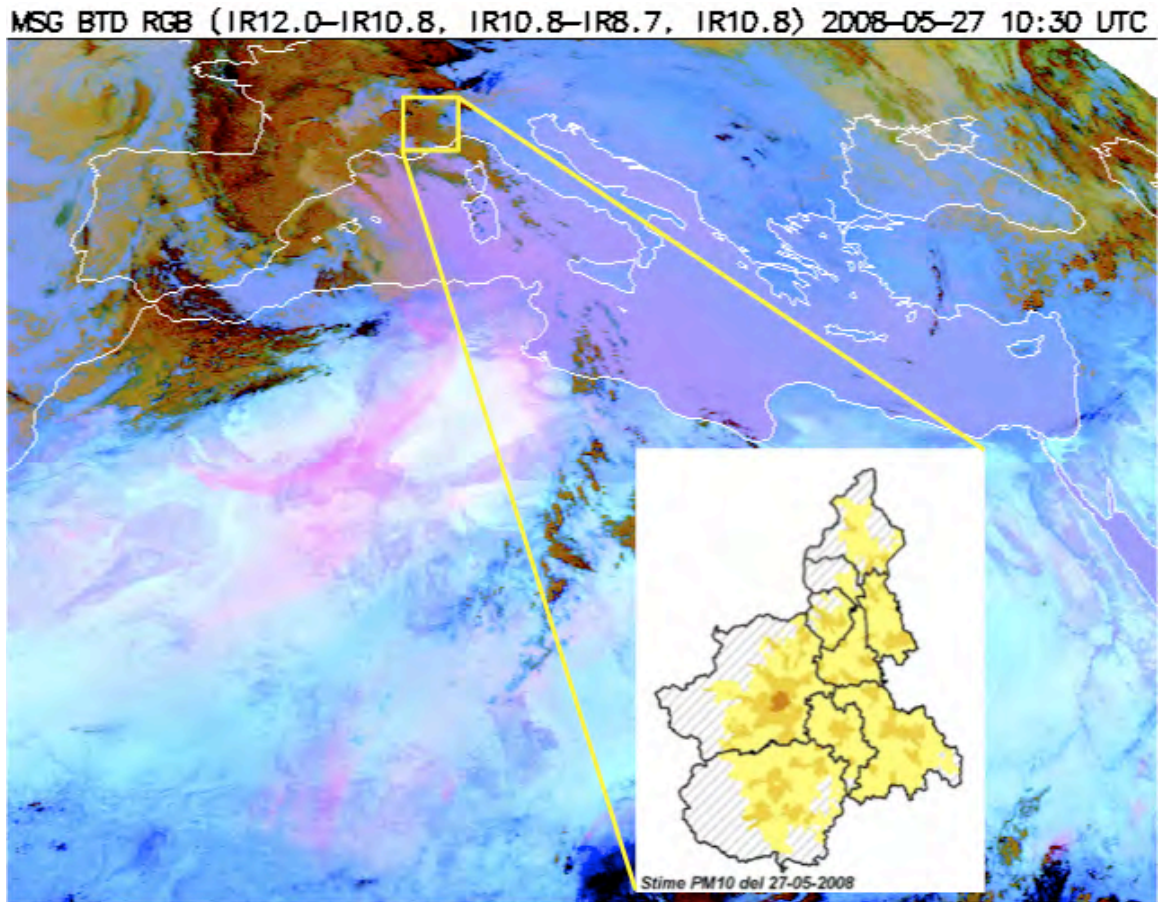 MSG BTD RGB (IR12.0-IR10.8, IR10.8-IR8.7, IR10.8) 2008-05-27 10:30 UTC
Stime PM10 del 27-05-2008